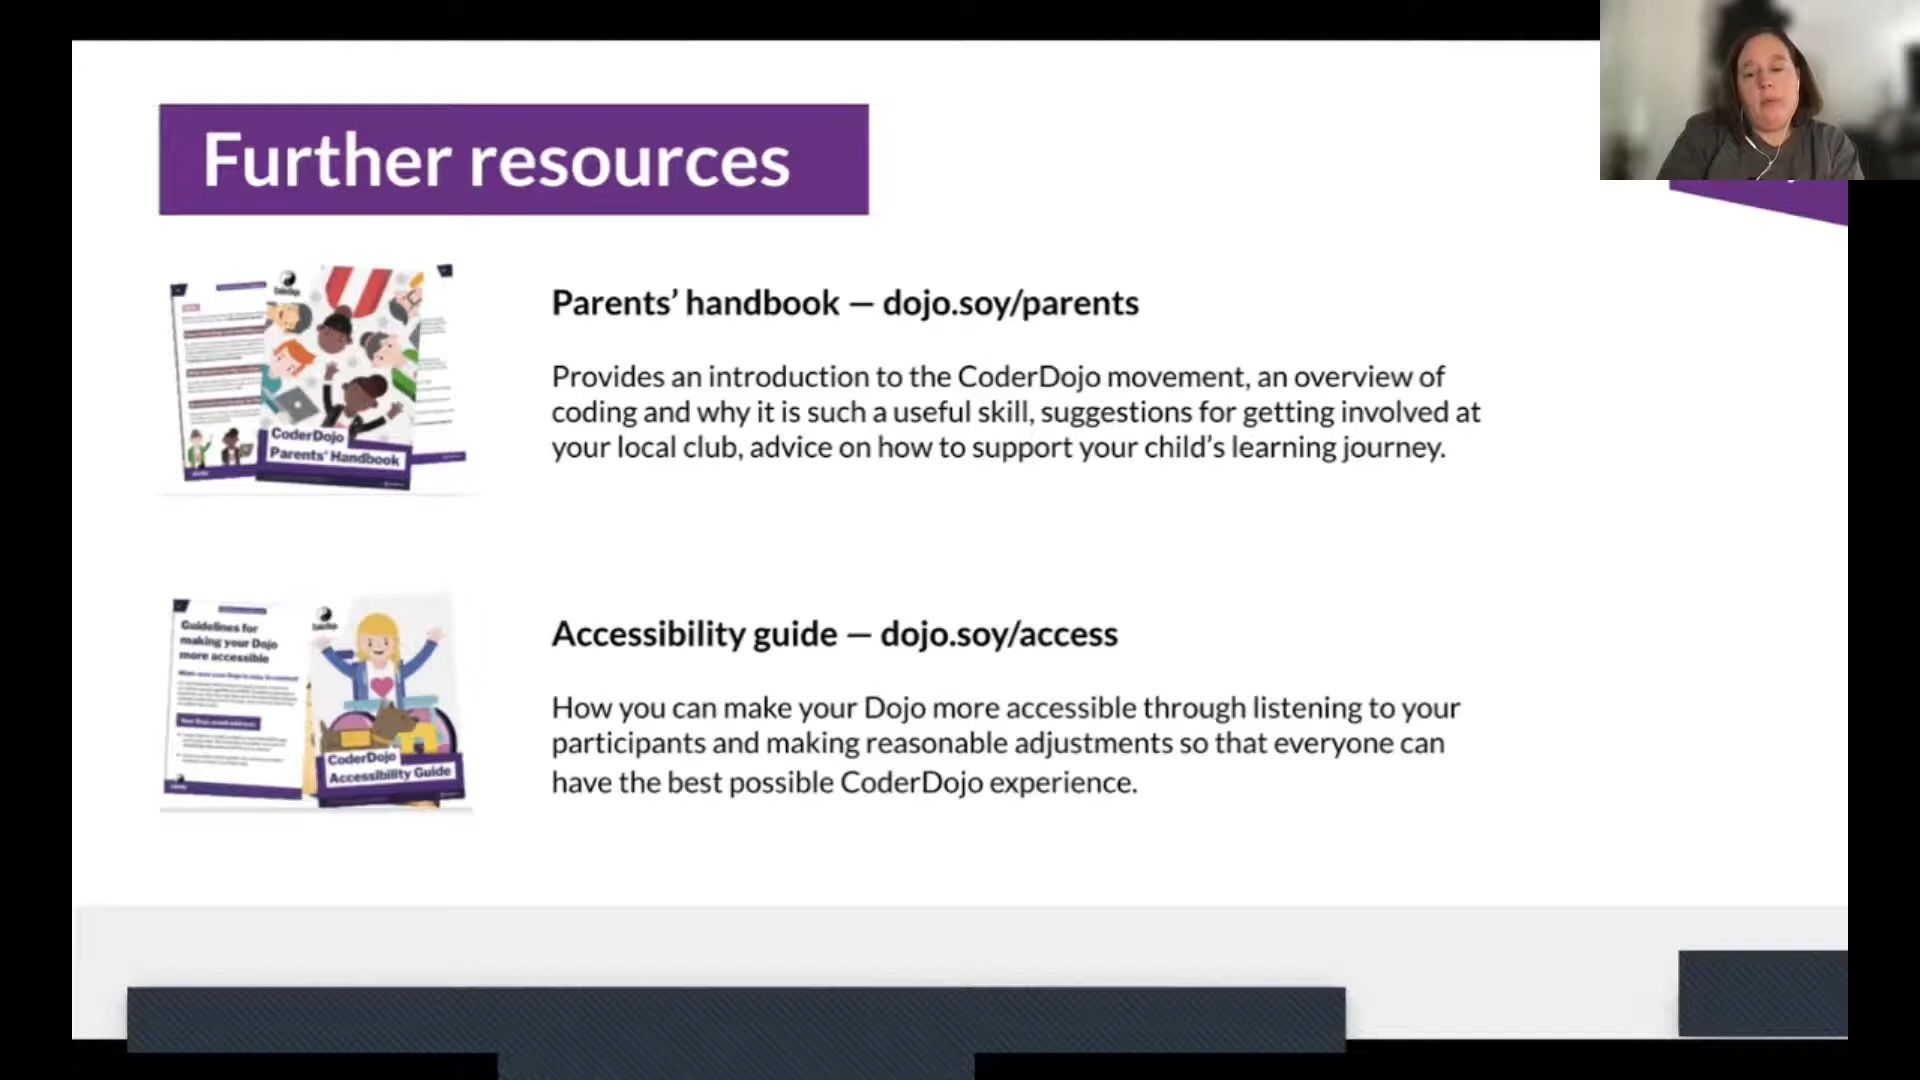 Further resources
CoderDojo
Parents' Handbook
Parents’ handbook — dojo.soy/parents
Provides an introduction to the CoderDojo movement, an overview of
coding and why it is such a useful skill, suggestions for getting involved at
your local club, advice on how to support your child’s learning journey.
Guidelines for
making your Dojo
more accessible
CoderDojo
Accessibility Guide
Accessibility guide — dojo.soy/access
How you can make your Dojo more accessible through listening to your
participants and making reasonable adjustments so that everyone can
have the best possible CoderDojo experience.